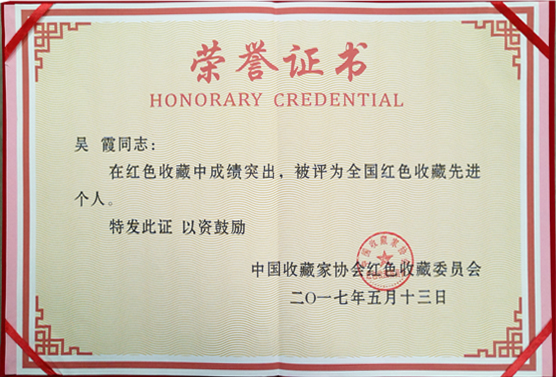 荣誉证书
HONORARY CREDENTIAL
吴 霞同志:
在红色收藏中成绩突出，被评为全国红色收藏先进
个人。
特发此证 以资鼓励
中国收藏家协会红色收藏委员会
二〇一七年五月十三日